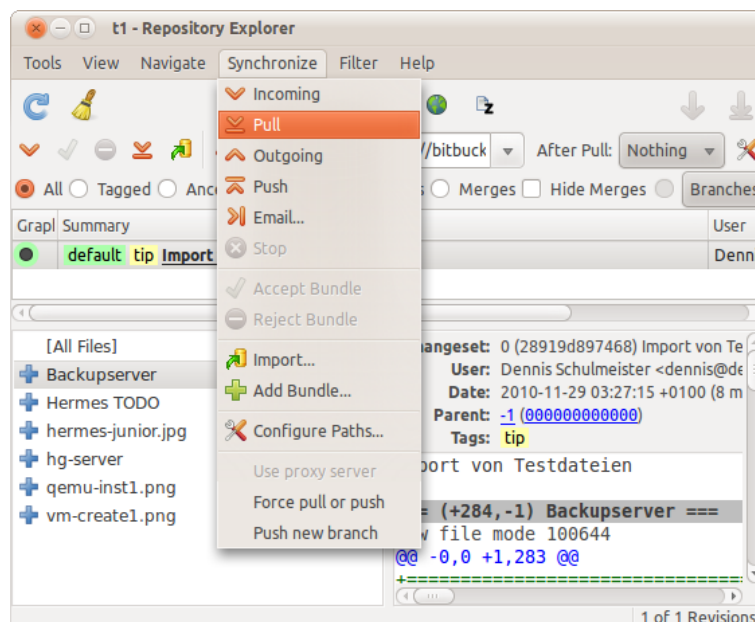 t1 - Repository Explorer
Tools View Navigate Synchronize Filter Help
Incoming
Pull
Outgoing
Push
Email...
Stop
Accept Bundle
Reject Bundle
Import...
Add Bundle...
Configure Paths...
Use proxy server
Force pull or push
Push new branch
z
//bitbuck After Pull: Nothing
All Tagged Merges Hide Merges Branches
Grapl Summary User
default tip Import Denn
[All Files]
Backupserver
Hermes TODO
hermes-junior.jpg
hg-server
qemu-inst1.png
vm-create1.png
angeset: 0 (28919d897468) Import von Te
User: Dennis Schulmeister <dennis@de
Date: 2010-11-29 03:27:15 +0100 (8 m
Parent: -1 (000000000000)
Tags: tip
port von Testdateien
= (+284,-1) Backupserver ===
w file mode 100644
@@ -0,0 +1,283 @@
1 of 1 Revisions